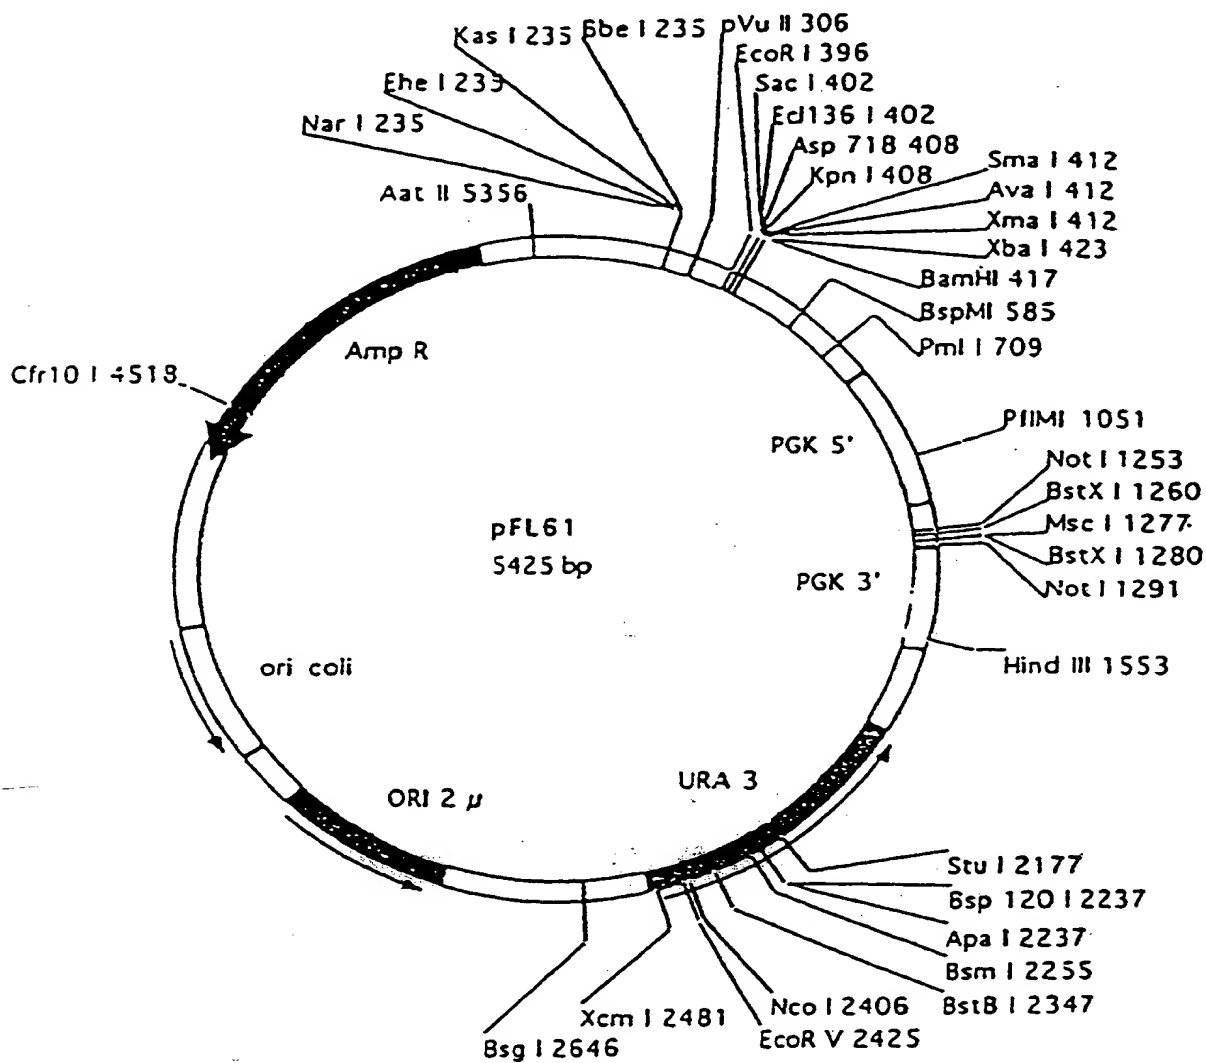 Kas I 235
Bbe I 235
pVu II 306
EcoR I 396
Ehe I 235
Sac I 402
Nar I 235
Ecl136 I 402
Asp 718 408
Kpn I 408
Sma I 412
Aat II 5356
Ava I 412
Xma I 412
Xba I 423
BamHI 417
BspMI 585
Pml I 709
Amp R
Cfr10 I 4518
PflMI 1051
PGK 5'
Not I 1253
BstX I 1260
Msc I 1277
BstX I 1280
Not I 1291
pFL61
5425 bp
PGK 3'
Hind III 1553
ori coli
URA 3
ORI 2 µ
Stu I 2177
Bsp 120 I 2237
Apa I 2237
Bsm I 2255
BstB I 2347
Nco I 2406
Xcm I 2481
EcoR V 2425
Bsg I 2646